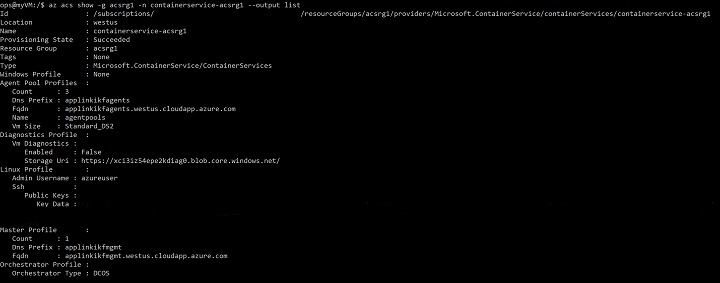 ops@myVM:/$ az acs show -g acsrg1 -n containerservice-acsrg1 --output list
Id : /subscriptions/ /resourceGroups/acsrg1/providers/Microsoft.ContainerService/containerServices/containerservice-acsrg1
Location : westus
Name : containerservice-acsrg1
Provisioning State : Succeeded
Resource Group : acsrg1
Tags : None
Type : Microsoft.ContainerService/ContainerServices
Windows Profile : None
Agent Pool Profiles :
Count : 3
Dns Prefix : applinkikfagents
Fqdn : applinkikfagents.westus.cloudapp.azure.com
Name : agentpools
Vm Size : Standard_DS2
Diagnostics Profile :
Vm Diagnostics :
Enabled : False
Storage Uri : https://xci3iz54epe2kdiag0.blob.core.windows.net/
Linux Profile :
Admin Username : azureuser
Ssh :
Public Keys :
Key Data :
Master Profile :
Count : 1
Dns Prefix : applinkikfmgmt
Fqdn : applinkikfmgmt.westus.cloudapp.azure.com
Orchestrator Profile :
Orchestrator Type : DCOS